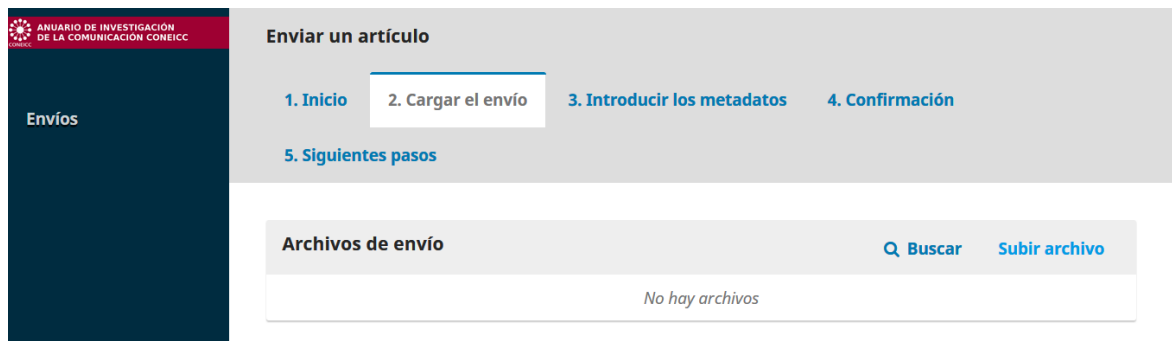 ANUARIO DE INVESTIGACIÓN
DE LA COMUNICACIÓN CONEICC
CONEICC
Envíos
Enviar un artículo
1. Inicio 2. Cargar el envío 3. Introducir los metadatos 4. Confirmación
5. Siguientes pasos
Archivos de envío Buscar Subir archivo
No hay archivos